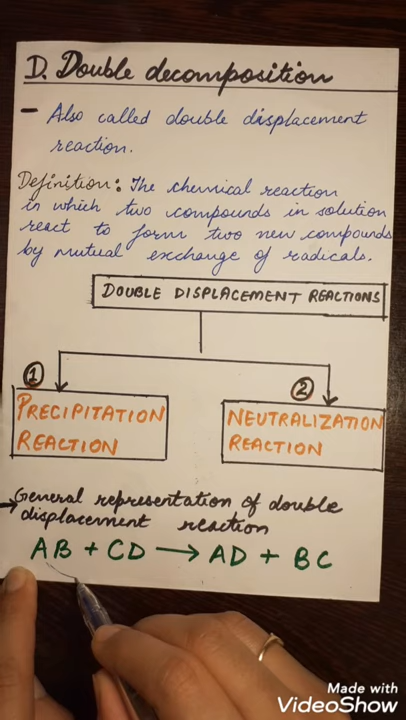 D. Double decomposition
- Also called double displacement
reaction.
Definition: The chemical reaction
in which two compounds in solution
react to form two new compounds
by mutual exchange of radicals.
DOUBLE DISPLACEMENT REACTIONS
1
PRECIPITATION
REACTION
2
NEUTRALIZATION
REACTION
→General representation of double
displacement reaction
AB + CD → AD + BC
Made with
VideoShow